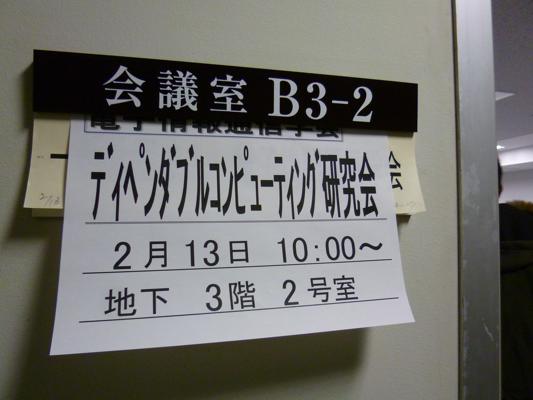 会議室 B3-2
電子情報通信学会
ディペンダブルコンピューティング研究会
2月13日 10:00～
地下 3階 2号室
会